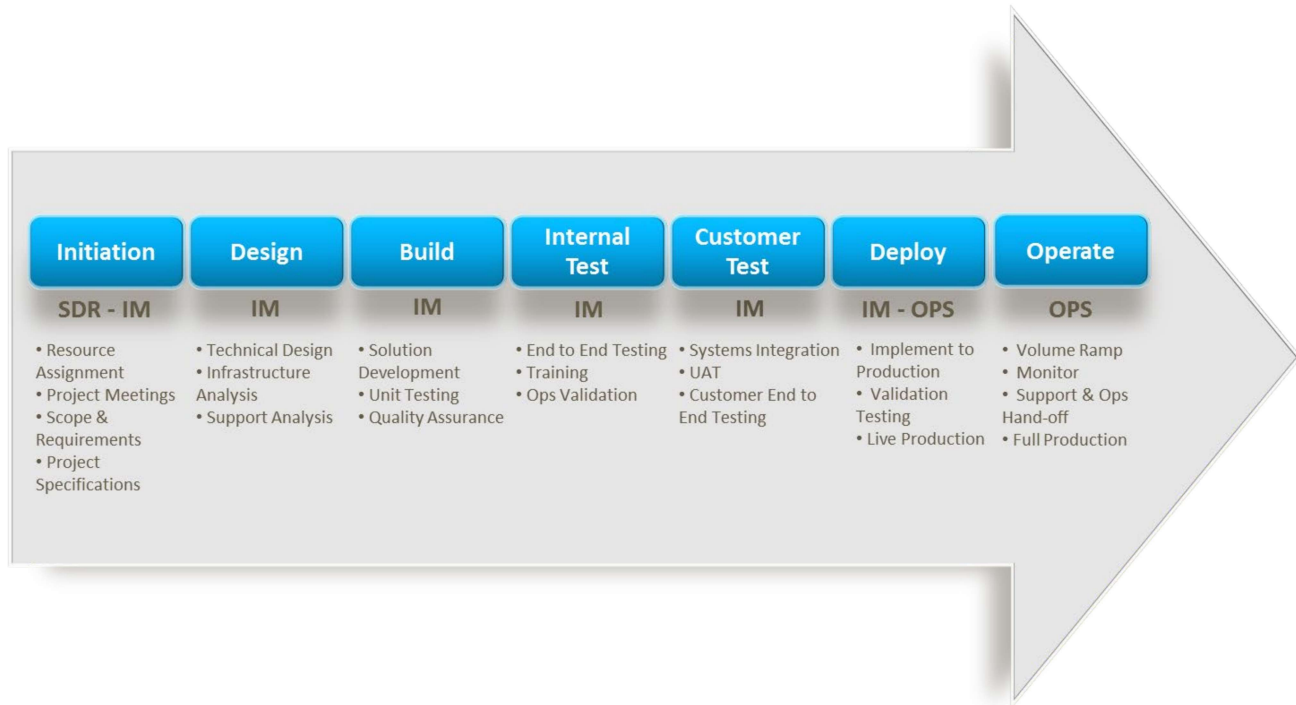 Initiation
SDR - IM
• Resource
Assignment
• Project Meetings
• Scope &
Requirements
• Project
Specifications
Design
IM
• Technical Design
• Infrastructure
Analysis
• Support Analysis
Build
IM
• Solution
Development
• Unit Testing
• Quality Assurance
Internal
Test
IM
• End to End Testing
• Training
• Ops Validation
Customer
Test
IM
• Systems Integration
• UAT
• Customer End to
End Testing
Deploy
IM - OPS
• Implement to
Production
• Validation
Testing
• Live Production
Operate
OPS
• Volume Ramp
• Monitor
• Support & Ops
Hand-off
• Full Production